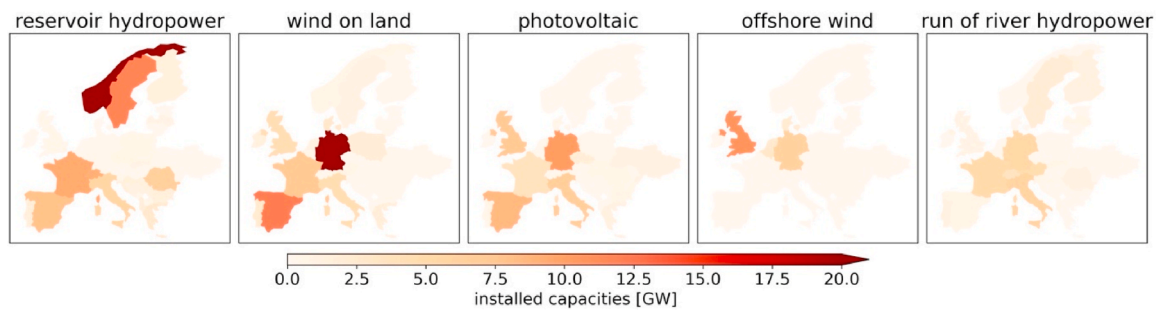 reservoir hydropower
wind on land
photovoltaic
offshore wind
run of river hydropower
0.0 2.5 5.0 7.5 10.0 12.5 15.0 17.5 20.0
installed capacities [GW]